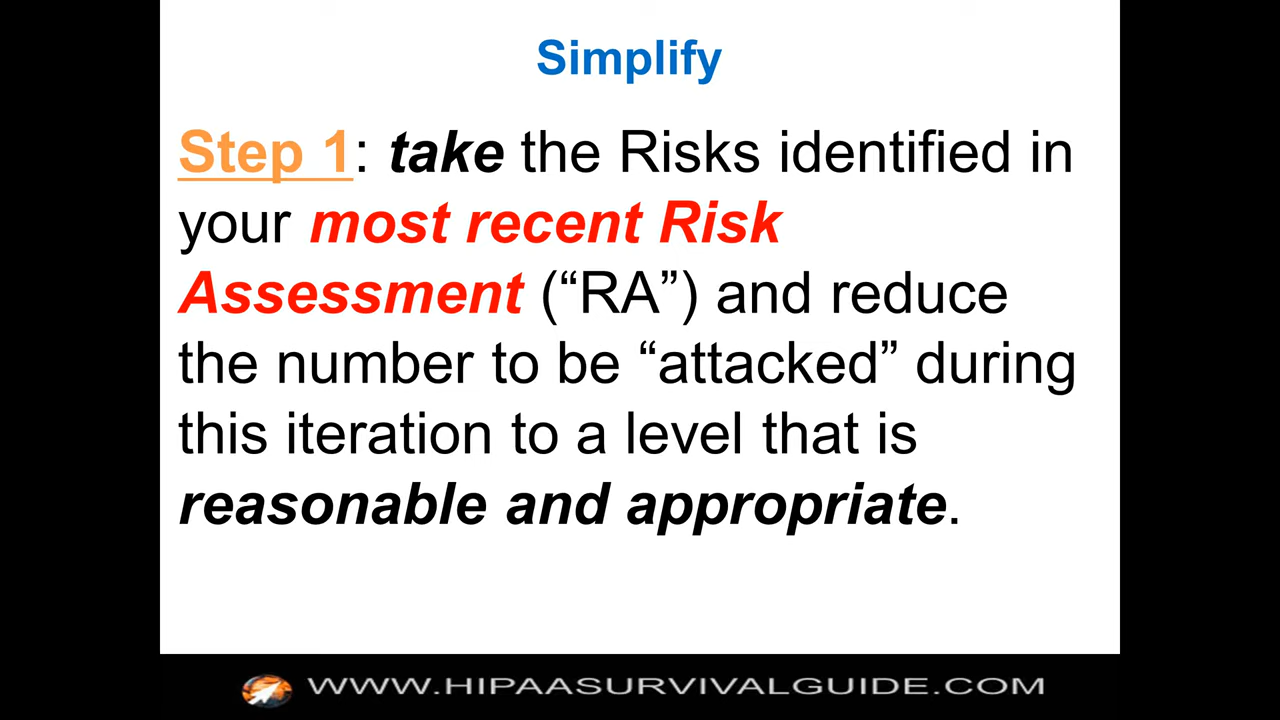 Simplify
Step 1: take the Risks identified in
your most recent Risk
Assessment (“RA”) and reduce
the number to be “attacked” during
this iteration to a level that is
reasonable and appropriate.
WWW.HIPAASURVIVALGUIDE.COM